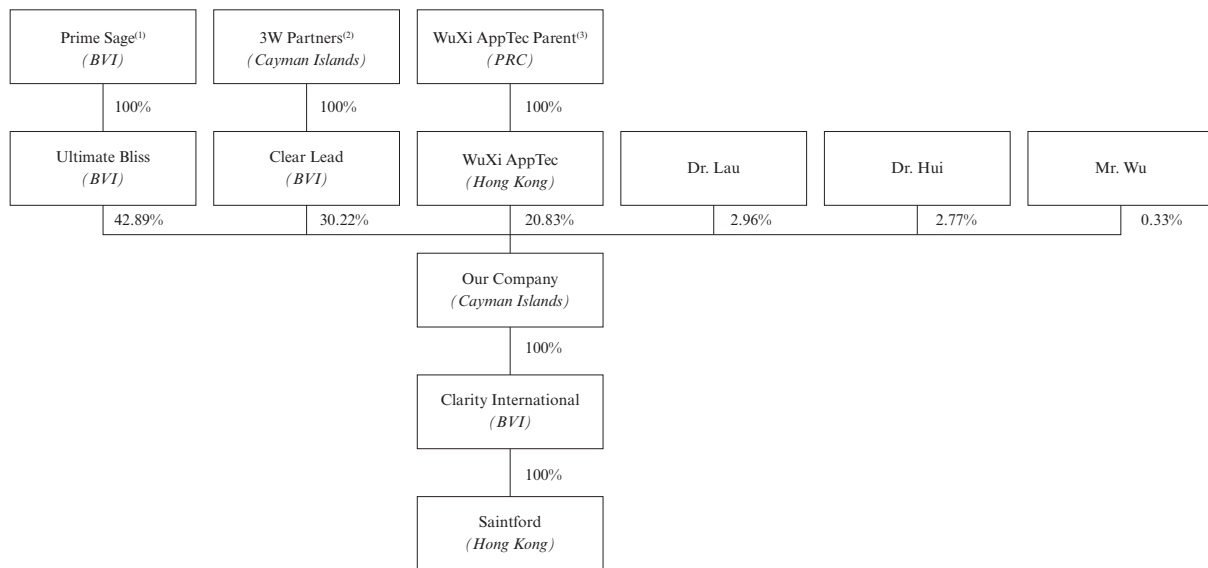 Prime Sage(1)
(BVI)
3W Partners(2)
(Cayman Islands)
WuXi AppTec Parent(3)
(PRC)
100%
100%
100%
Ultimate Bliss
(BVI)
Clear Lead
(BVI)
WuXi AppTec
(Hong Kong)
Dr. Lau
Dr. Hui
Mr. Wu
42.89%
30.22%
20.83%
2.96%
2.77%
0.33%
Our Company
(Cayman Islands)
100%
Clarity International
(BVI)
100%
Saintford
(Hong Kong)